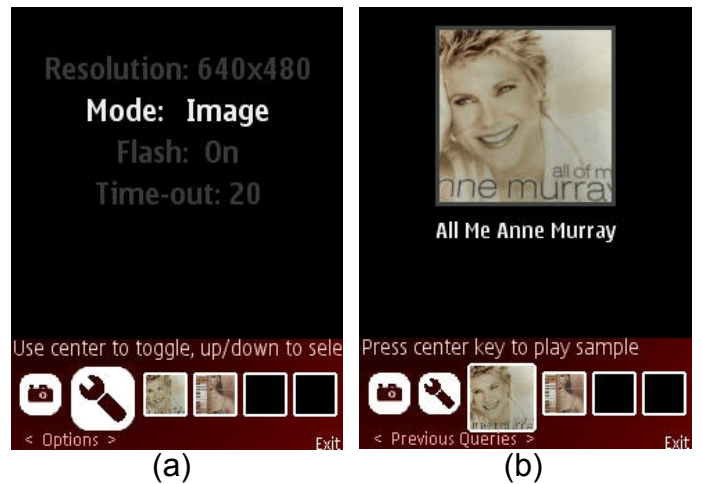 Resolution: 640x480
Mode: Image
Flash: On
Time-out: 20
Use center to toggle, up/down to sele
< Options >
Exit
(a)
all of m
nne murray
All Me Anne Murray
Press center key to play sample
< Previous Queries >
Exit
(b)